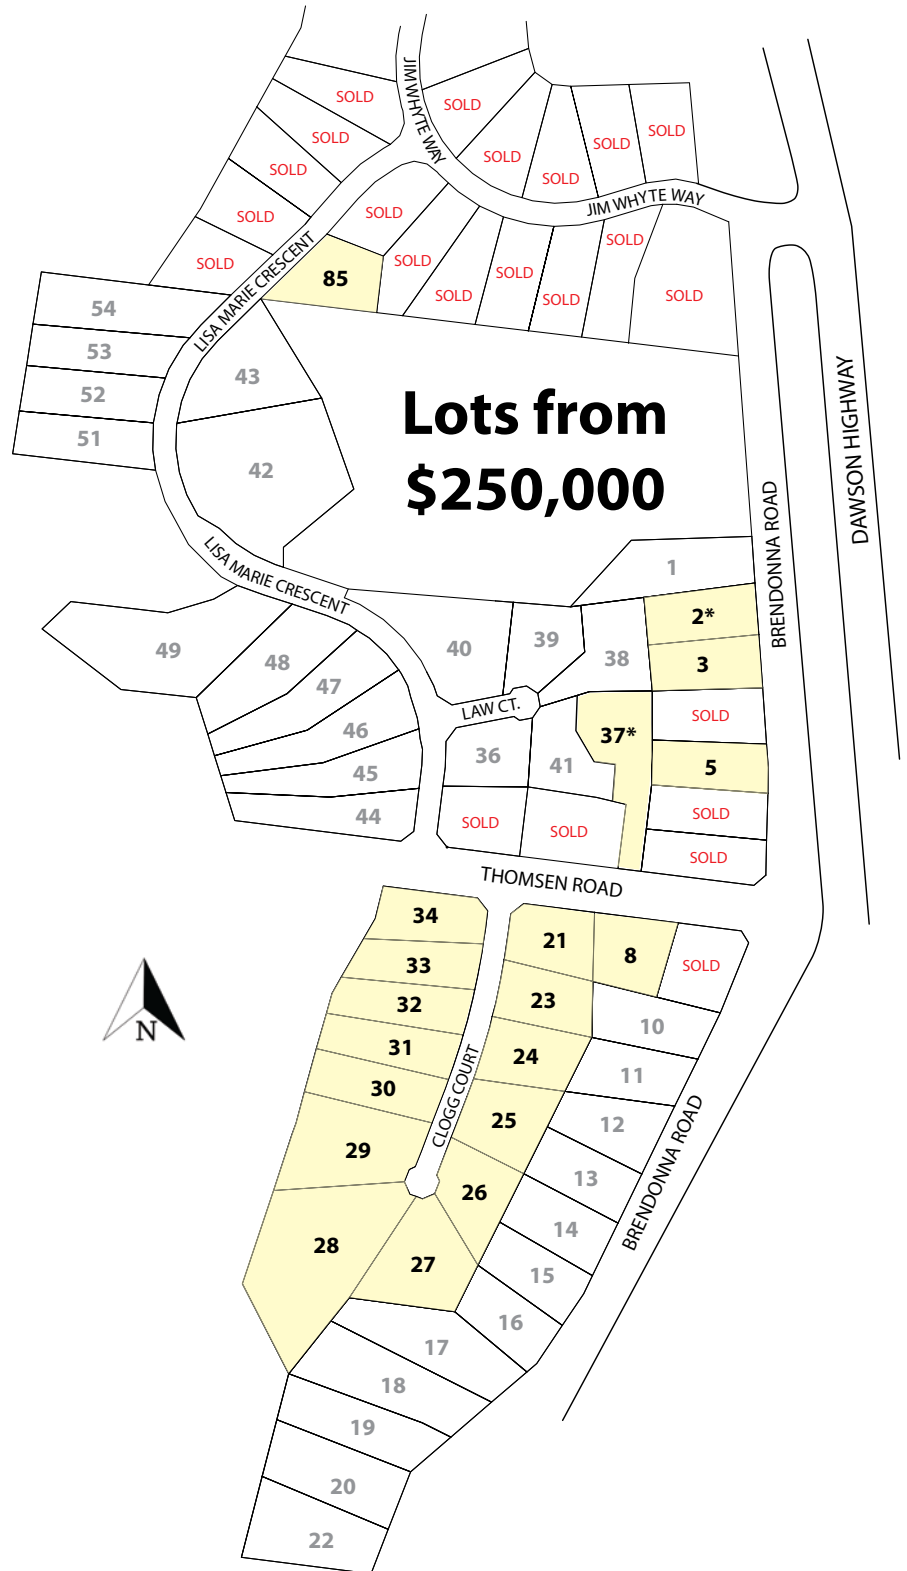 JIM WHYTE WAY
SOLD
SOLD
SOLD
SOLD
SOLD
SOLD
SOLD
SOLD
SOLD
SOLD
JIM WHYTE WAY
SOLD
SOLD
SOLD
SOLD
SOLD
SOLD
SOLD
SOLD
LISA MARIE CRESCENT
85
54
53
52
51
43
42
Lots from
$250,000
DAWSON HIGHWAY
BRENDONNA ROAD
LISA MARIE CRESCENT
1
2*
3
SOLD
5
SOLD
SOLD
49
48
47
46
45
44
40
39
38
LAW CT.
37*
36
41
SOLD
SOLD
THOMSEN ROAD
34
33
32
31
30
29
28
27
26
25
24
23
21
8
SOLD
CLOGG COURT
N
10
11
12
13
14
15
16
17
18
19
20
22
BRENDONNA ROAD